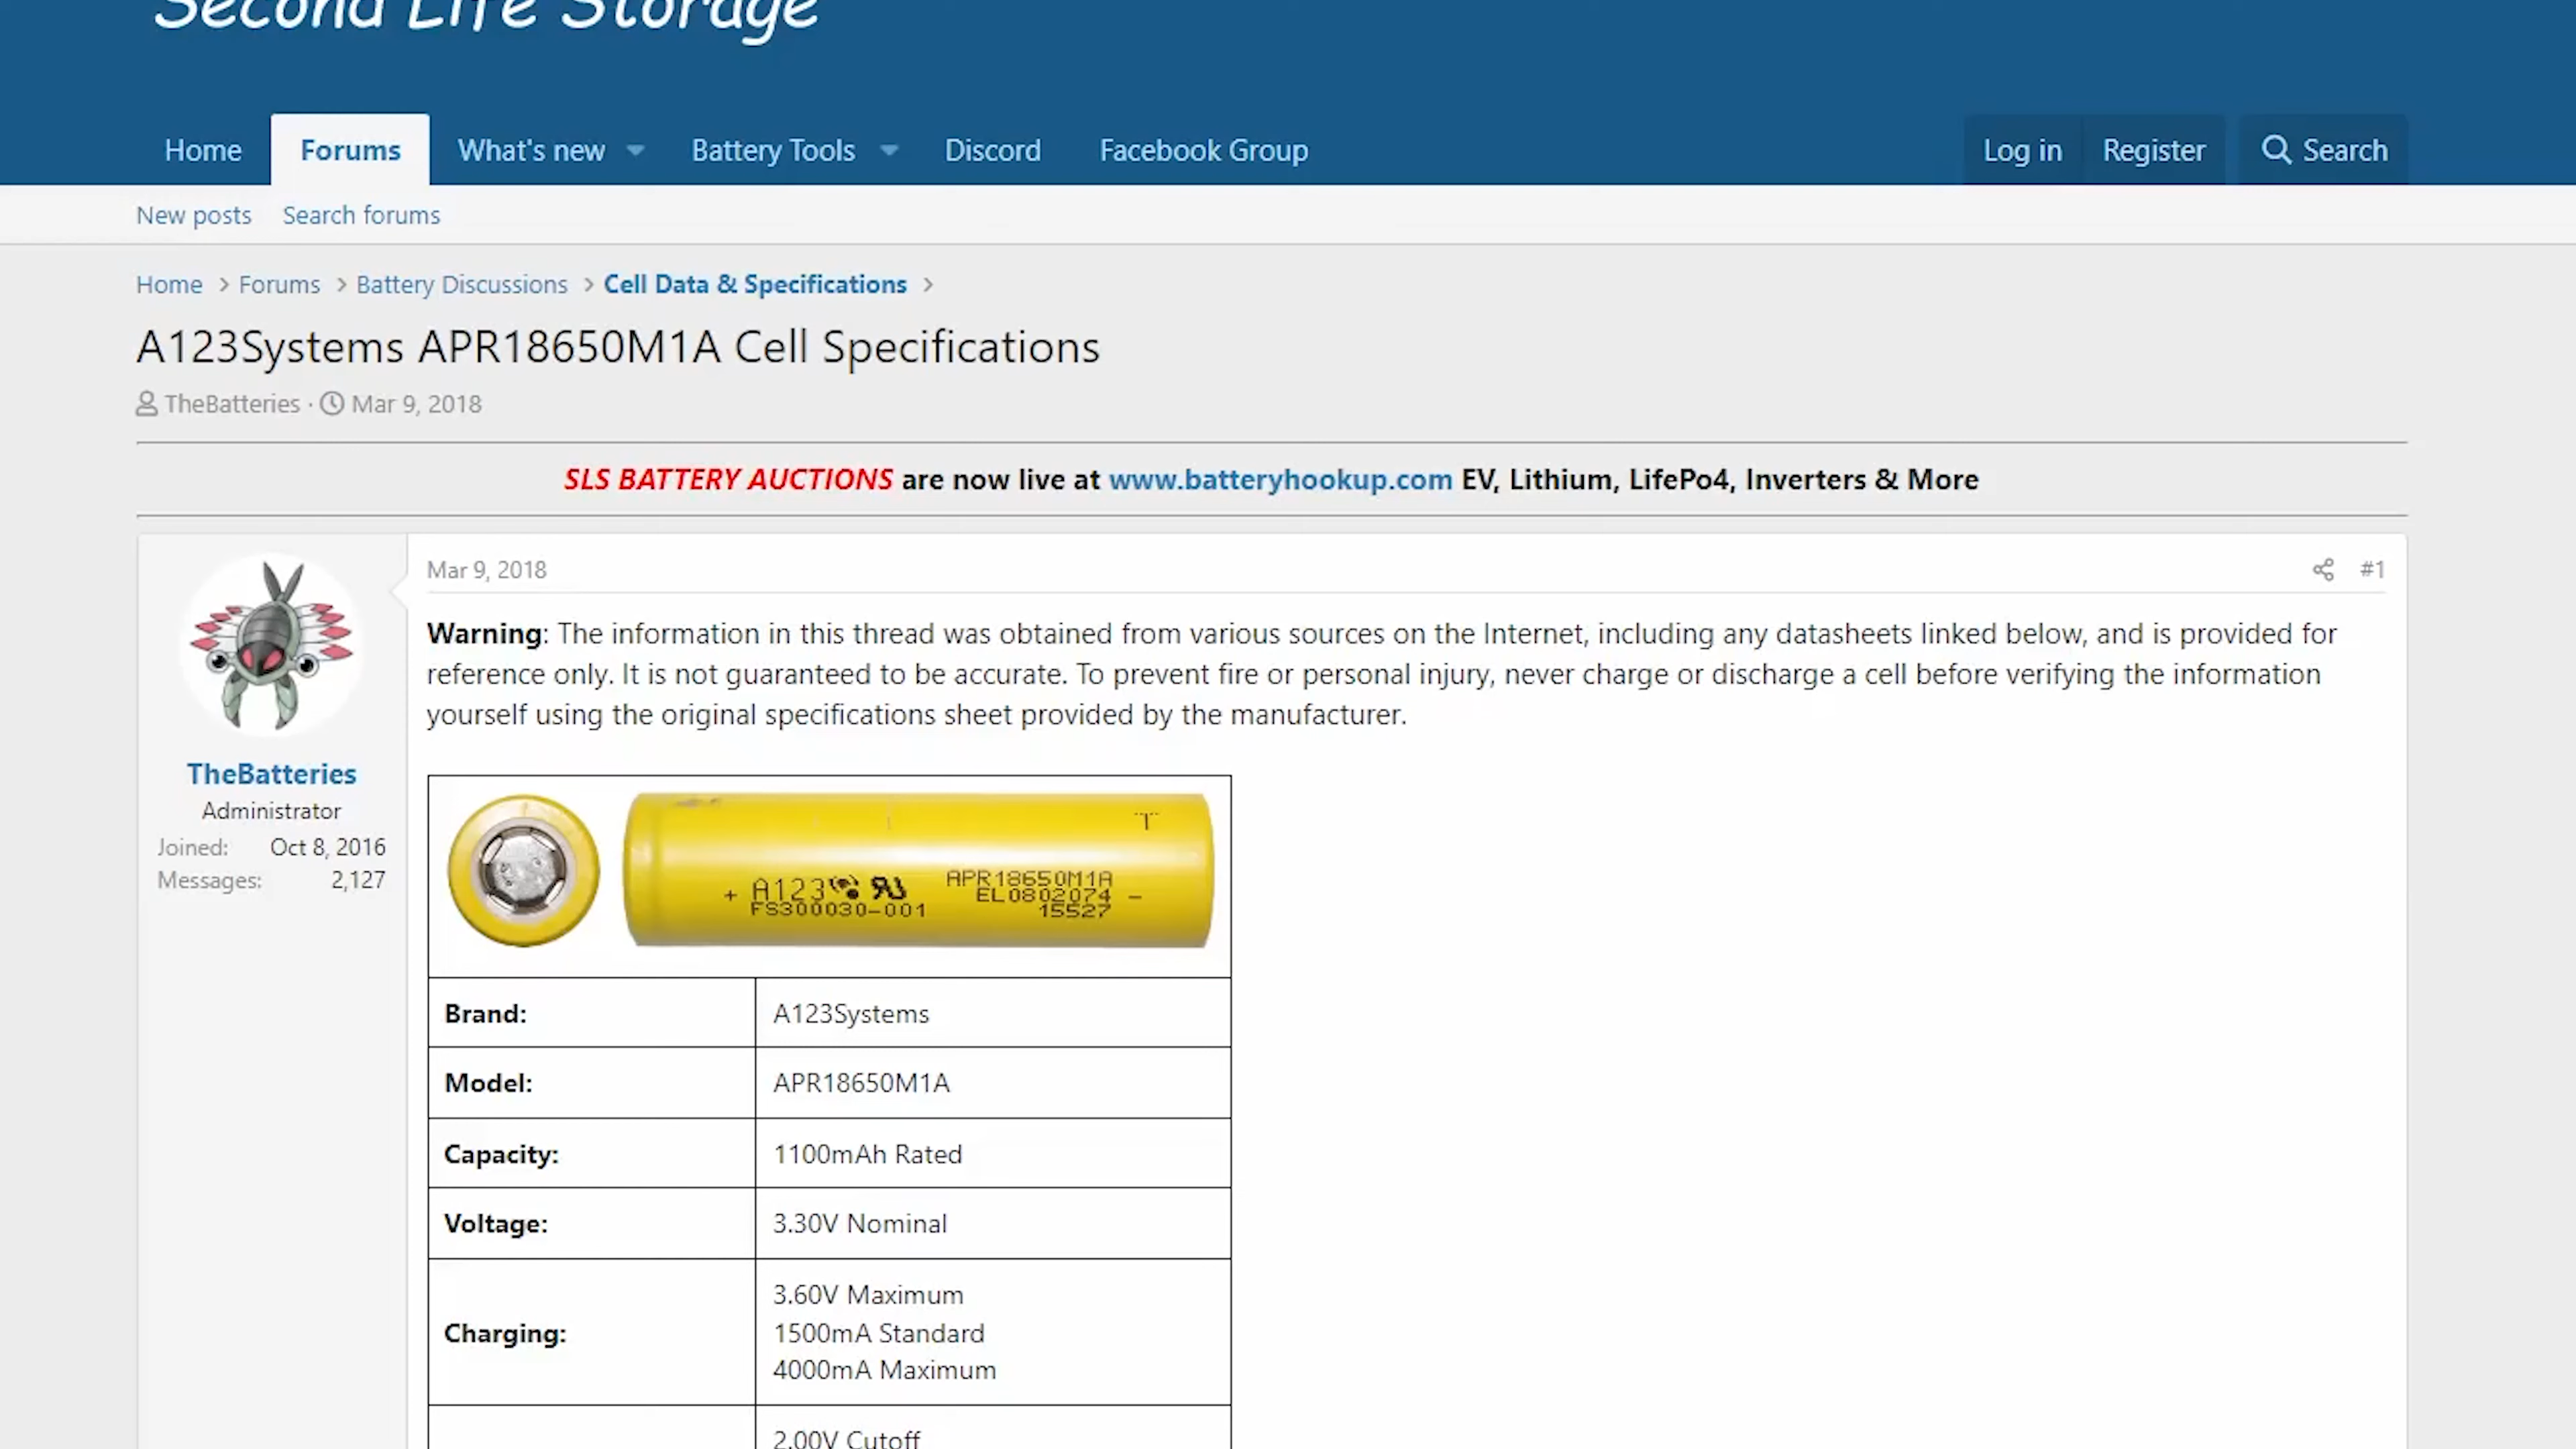 Second Life Storage
Home Forums What's new Battery Tools Discord Facebook Group Log in Register Search
New posts Search forums
Home > Forums > Battery Discussions > Cell Data & Specifications >
A123Systems APR18650M1A Cell Specifications
TheBatteries · Mar 9, 2018
SLS BATTERY AUCTIONS are now live at www.batteryhookup.com EV, Lithium, LifePo4, Inverters & More
Mar 9, 2018 #1
Warning: The information in this thread was obtained from various sources on the Internet, including any datasheets linked below, and is provided for
reference only. It is not guaranteed to be accurate. To prevent fire or personal injury, never charge or discharge a cell before verifying the information
yourself using the original specifications sheet provided by the manufacturer.
TheBatteries
Administrator
Joined: Oct 8, 2016
Messages: 2,127
+ A123 APR18650M1A
EL0802074 -
FS300030-001 15527
Brand: A123Systems
Model: APR18650M1A
Capacity: 1100mAh Rated
Voltage: 3.30V Nominal
Charging: 3.60V Maximum
1500mA Standard
4000mA Maximum
2.00V Cutoff